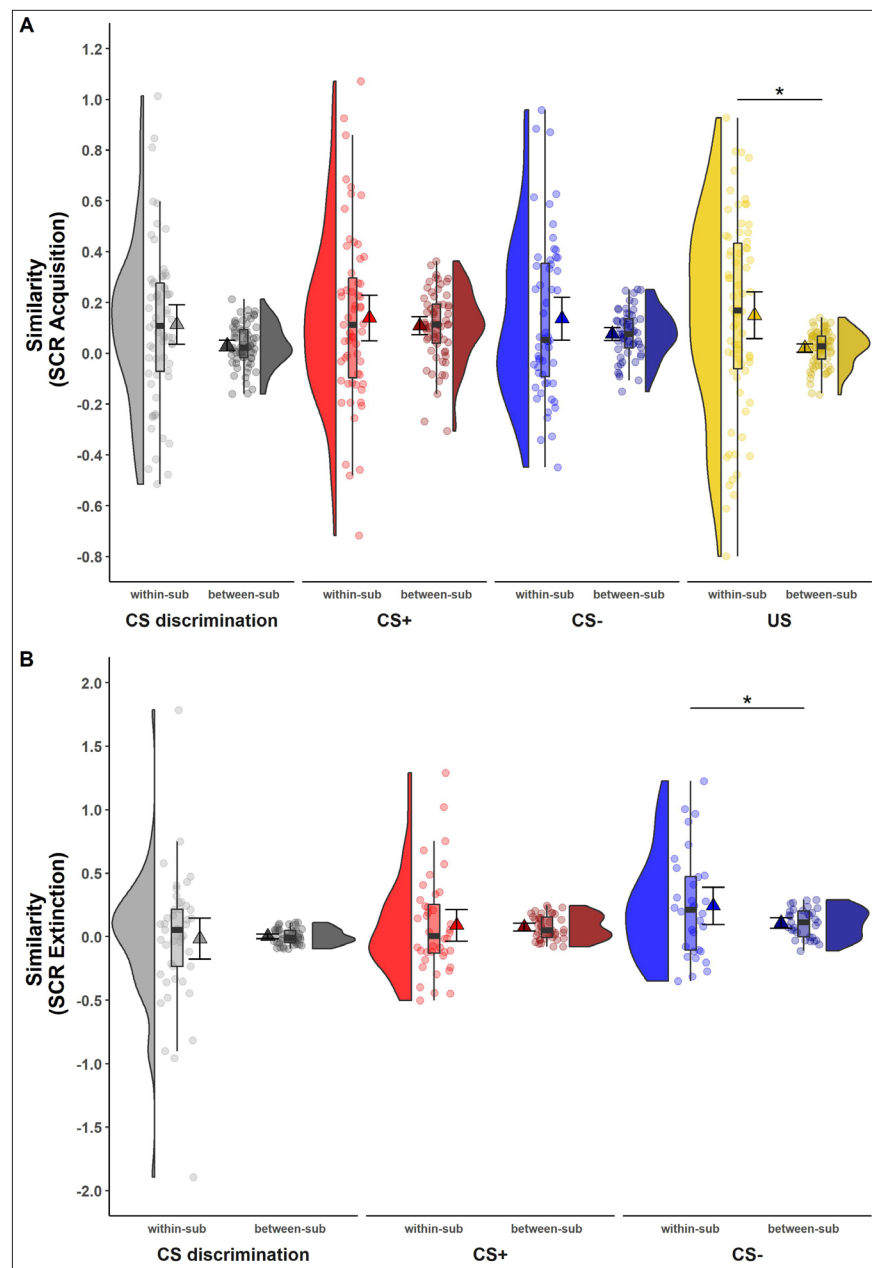 A
Similarity
(SCR Acquisition)
1.2
1.0
0.8
0.6
0.4
0.2
0.0
-0.2
-0.4
-0.6
-0.8
*
within-sub between-sub within-sub between-sub within-sub between-sub within-sub between-sub
CS discrimination CS+ CS- US
B
Similarity
(SCR Extinction)
2.0
1.5
1.0
0.5
0.0
-0.5
-1.0
-1.5
-2.0
*
within-sub between-sub within-sub between-sub within-sub between-sub
CS discrimination CS+ CS-